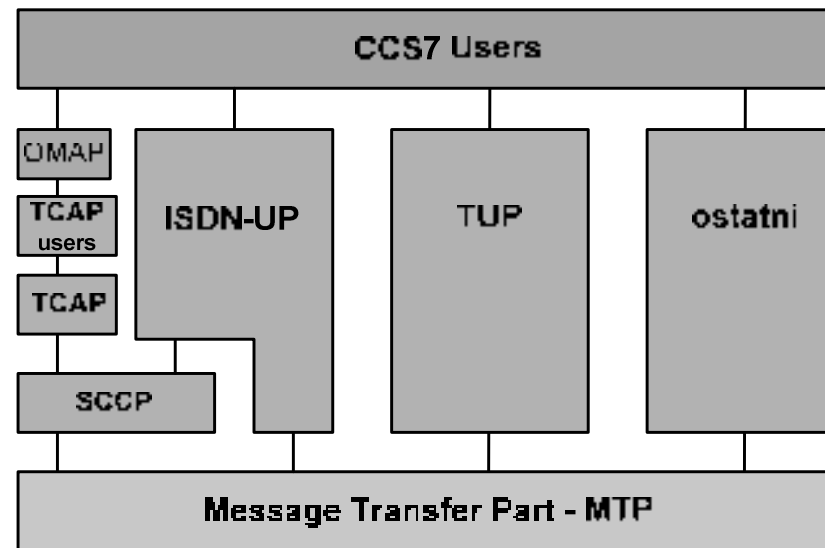 CCS7 Users
OMAP
TCAP
users
TCAP
SCCP
ISDN-UP
TUP
ostatni
Message Transfer Part - MTP